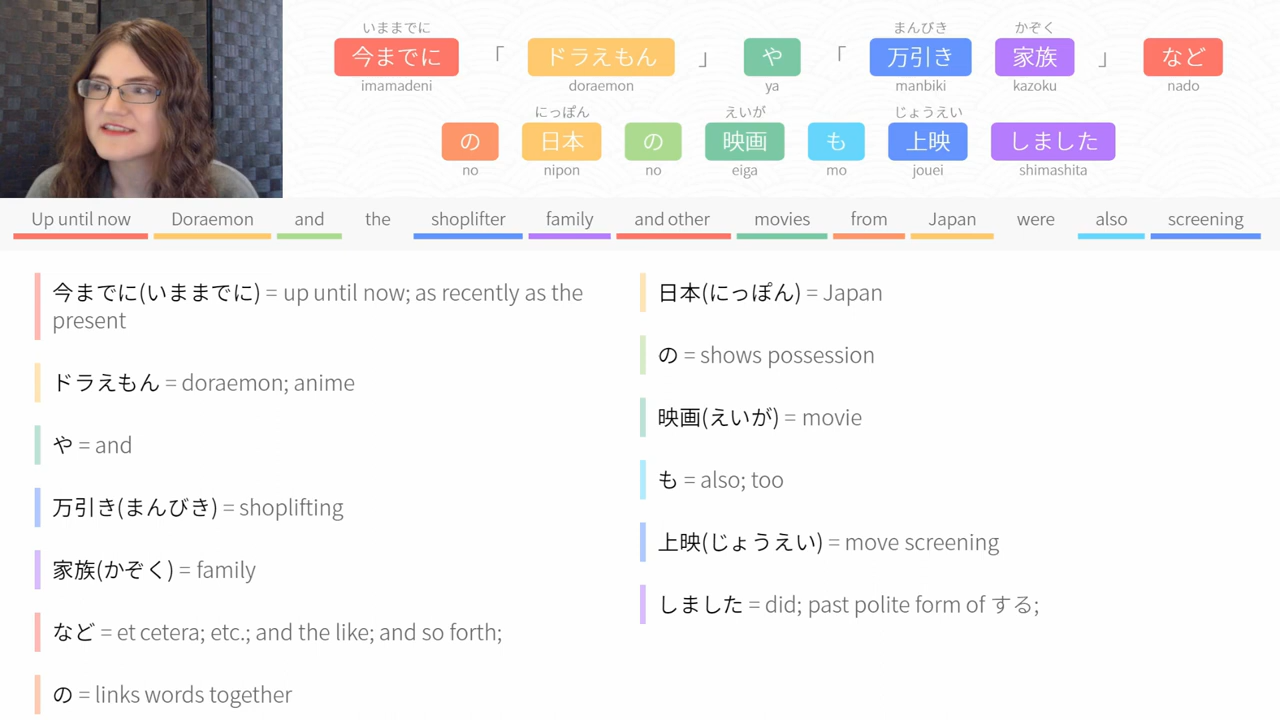 いままでに まんびき かぞく
今までに 「 ドラえもん 」 や 「 万引き 家族 」 など
imamadeni doraemon ya manbiki kazoku nado
にっぽん えいが じょうえい
の 日本 の 映画 も 上映 しました
no nipon no eiga mo jouei shimashita
Up until now Doraemon and the shoplifter family and other movies from Japan were also screening
今までに(いままでに) = up until now; as recently as the
present
ドラえもん = doraemon; anime
や = and
万引き(まんびき) = shoplifting
家族(かぞく) = family
など = et cetera; etc.; and the like; and so forth;
の = links words together
日本(にっぽん) = Japan
の = shows possession
映画(えいが) = movie
も = also; too
上映(じょうえい) = move screening
しました = did; past polite form of する;